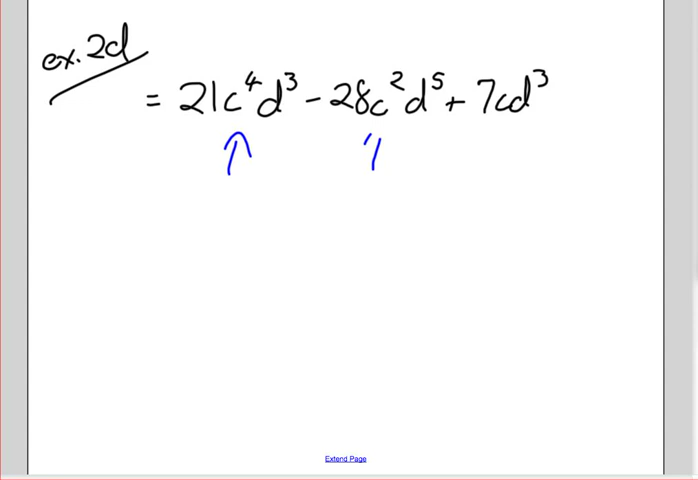 ex. 2d
= 21c⁴d³ - 28c²d⁵ + 7cd³
Extend Page